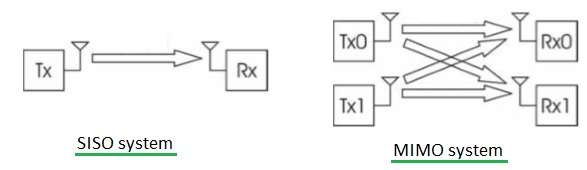 Tx
Rx
SISO system
Tx0
Rx0
Tx1
Rx1
MIMO system